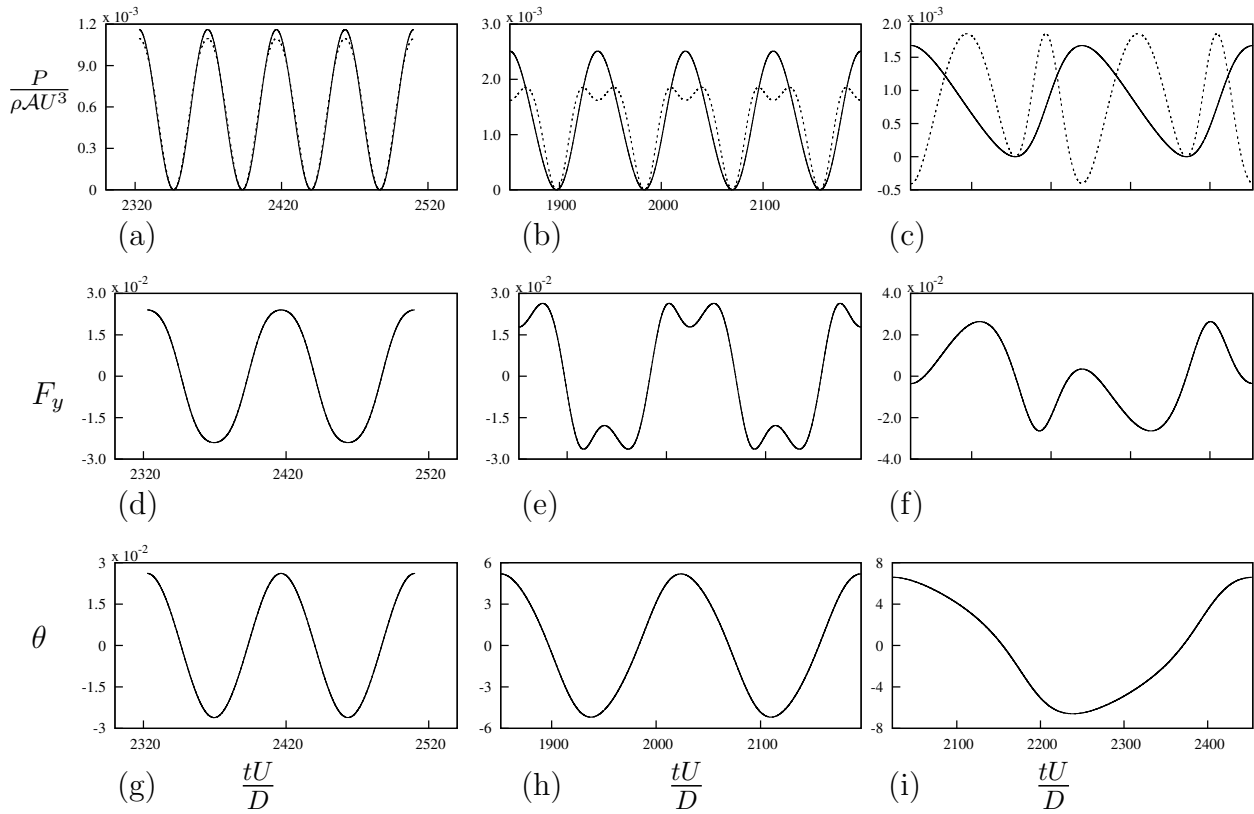 x 10⁻³
1.2
9.0
0.6
0.3
0
2320 2420 2520
P/ρAU³
(a)
x 10⁻³
3.0
2.0
1.0
0
1900 2000 2100
(b)
x 10⁻³
2.0
1.5
1.0
0.5
0
-0.5
(c)
x 10⁻²
3.0
1.5
0
-1.5
-3.0
2320 2420 2520
F_y
(d)
x 10⁻²
3.0
1.5
0
-1.5
-3.0
(e)
x 10⁻²
4.0
2.0
0
-2.0
-4.0
(f)
x 10⁻²
3
1.5
0
-1.5
-3
2320 2420 2520
θ
(g)
tU/D
6
3
0
-3
-6
1900 2000 2100
(h)
tU/D
8
4
0
-4
-8
2100 2200 2300 2400
(i)
tU/D